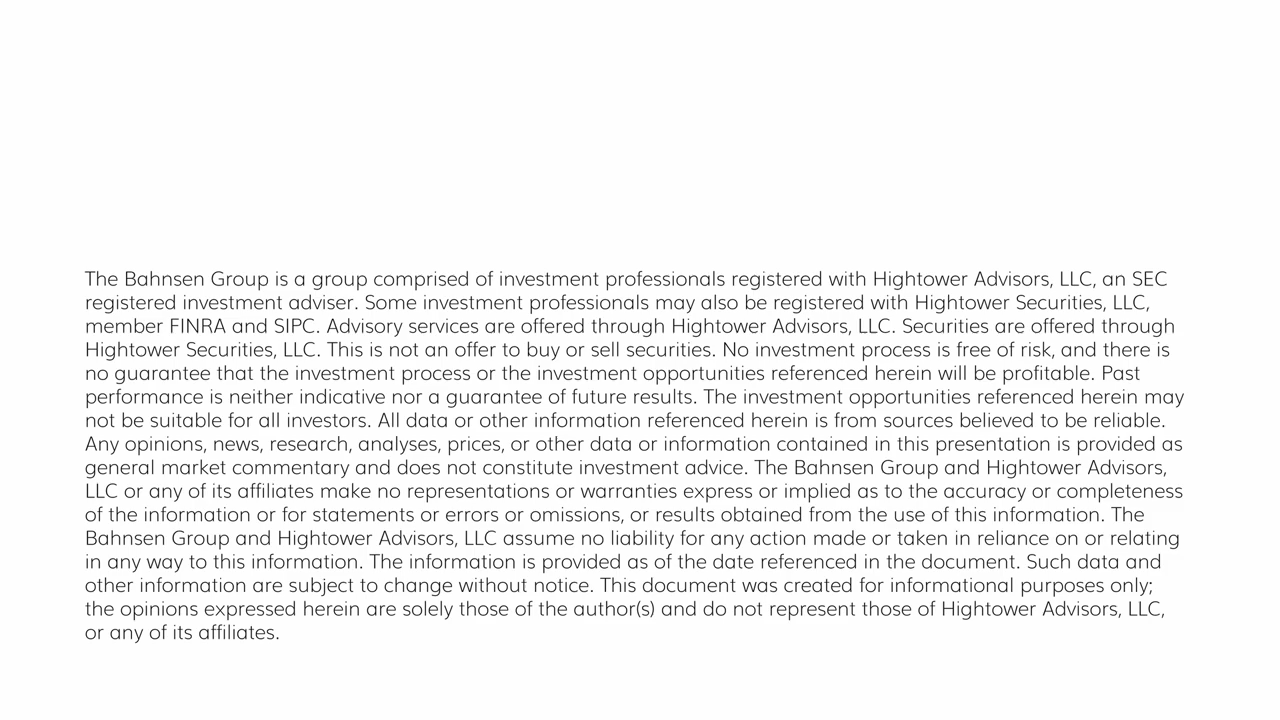 The Bahnsen Group is a group comprised of investment professionals registered with Hightower Advisors, LLC, an SEC
registered investment adviser. Some investment professionals may also be registered with Hightower Securities, LLC,
member FINRA and SIPC. Advisory services are offered through Hightower Advisors, LLC. Securities are offered through
Hightower Securities, LLC. This is not an offer to buy or sell securities. No investment process is free of risk, and there is
no guarantee that the investment process or the investment opportunities referenced herein will be profitable. Past
performance is neither indicative nor a guarantee of future results. The investment opportunities referenced herein may
not be suitable for all investors. All data or other information referenced herein is from sources believed to be reliable.
Any opinions, news, research, analyses, prices, or other data or information contained in this presentation is provided as
general market commentary and does not constitute investment advice. The Bahnsen Group and Hightower Advisors,
LLC or any of its affiliates make no representations or warranties express or implied as to the accuracy or completeness
of the information or for statements or errors or omissions, or results obtained from the use of this information. The
Bahnsen Group and Hightower Advisors, LLC assume no liability for any action made or taken in reliance on or relating
in any way to this information. The information is provided as of the date referenced in the document. Such data and
other information are subject to change without notice. This document was created for informational purposes only;
the opinions expressed herein are solely those of the author(s) and do not represent those of Hightower Advisors, LLC,
or any of its affiliates.